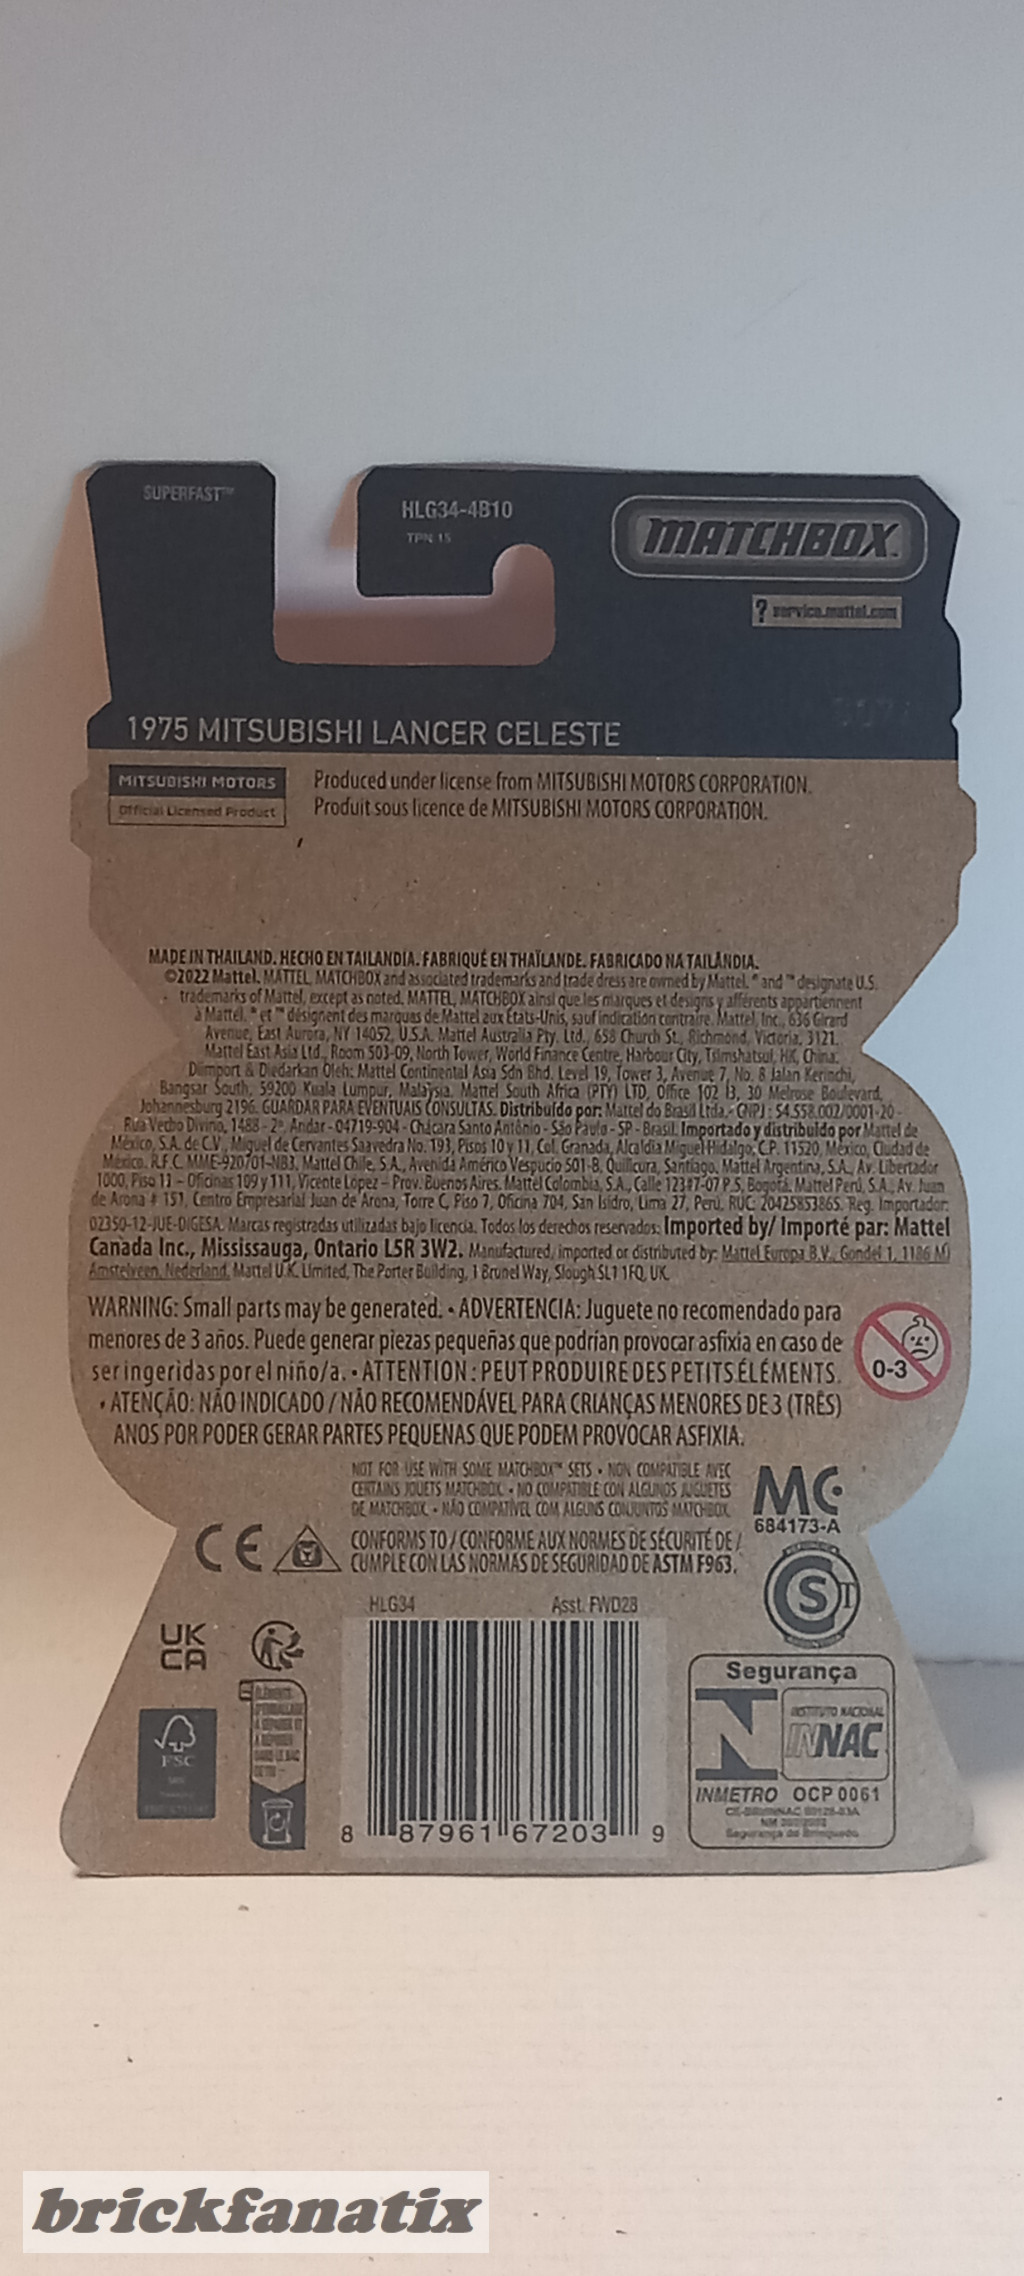 SUPERFAST™
HLG34-4B10
TPN 15
MATCHBOX
? service.mattel.com
1975 MITSUBISHI LANCER CELESTE
MITSUBISHI MOTORS
Official Licensed Product
Produced under license from MITSUBISHI MOTORS CORPORATION.
Produit sous licence de MITSUBISHI MOTORS CORPORATION.
MADE IN THAILAND. HECHO EN TAILANDIA. FABRIQUÉ EN THAÏLANDE. FABRICADO NA TAILÂNDIA.
©2022 Mattel. MATTEL, MATCHBOX and associated trademarks and trade dress are owned by Mattel. ® and ™ designate U.S.
trademarks of Mattel, except as noted. MATTEL, MATCHBOX ainsi que les marques et designs y afférents appartiennent
à Mattel. ® et ™ désignent des marques de Mattel aux États-Unis, sauf indication contraire. Mattel, Inc., 636 Girard
Avenue, East Aurora, NY 14052, U.S.A. Mattel Australia Pty. Ltd., 658 Church St., Richmond, Victoria, 3121.
Mattel East Asia Ltd., Room 503-09, North Tower, World Finance Centre, Harbour City, Tsimshatsui, HK, China.
Diimport & Diedarkan Oleh: Mattel Continental Asia Sdn Bhd. Level 19, Tower 3, Avenue 7, No. 8 Jalan Kerinchi,
Bangsar South, 59200 Kuala Lumpur, Malaysia. Mattel South Africa (PTY) LTD, Office 102 I3, 30 Melrose Boulevard,
Johannesburg 2196. GUARDAR PARA EVENTUAIS CONSULTAS. Distribuído por: Mattel do Brasil Ltda.- CNPJ : 54.558.002/0001-20 -
Rua Verbo Divino, 1488 - 2º. Andar - 04719-904 - Chácara Santo Antônio - São Paulo - SP - Brasil. Importado y distribuido por Mattel de
México, S.A. de C.V., Miguel de Cervantes Saavedra No. 193, Pisos 10 y 11, Col. Granada, Alcaldía Miguel Hidalgo, C.P. 11520, México, Ciudad de
México. R.F.C. MME-920701-NB3. Mattel Chile, S.A., Avenida Américo Vespucio 501-B, Quilicura, Santiago. Mattel Argentina, S.A., Av. Libertador
1000, Piso 11 – Oficinas 109 y 111, Vicente López – Prov. Buenos Aires. Mattel Colombia, S.A., Calle 123#7-07 P.5, Bogotá. Mattel Perú, S.A., Av. Juan
de Arona # 151, Centro Empresarial Juan de Arona, Torre C, Piso 7, Oficina 704, San Isidro, Lima 27, Perú, RUC: 20425853865. Reg. Importador:
02350-12-JUE-DIGESA. Marcas registradas utilizadas bajo licencia. Todos los derechos reservados. Imported by/ Importé par: Mattel
Canada Inc., Mississauga, Ontario L5R 3W2. Manufactured, imported or distributed by: Mattel Europa B.V., Gondel 1, 1186 MJ
Amstelveen, Nederland. Mattel U.K. Limited, The Porter Building, 1 Brunel Way, Slough SL1 1FQ, UK.
WARNING: Small parts may be generated. • ADVERTENCIA: Juguete no recomendado para
menores de 3 años. Puede generar piezas pequeñas que podrían provocar asfixia en caso de
ser ingeridas por el niño/a. • ATTENTION : PEUT PRODUIRE DES PETITS ÉLÉMENTS.
• ATENÇÃO: NÃO INDICADO / NÃO RECOMENDÁVEL PARA CRIANÇAS MENORES DE 3 (TRÊS)
ANOS POR PODER GERAR PARTES PEQUENAS QUE PODEM PROVOCAR ASFIXIA.
0-3
NOT FOR USE WITH SOME MATCHBOX™ SETS • NON COMPATIBLE AVEC
CERTAINS JOUETS MATCHBOX. • NO COMPATIBLE CON ALGUNOS JUGUETES
DE MATCHBOX. • NÃO COMPATÍVEL COM ALGUNS CONJUNTOS MATCHBOX.
CONFORMS TO / CONFORME AUX NORMES DE SÉCURITÉ DE /
CUMPLE CON LAS NORMAS DE SEGURIDAD DE ASTM F963.
MC
684173-A
CE
S T
HLG34
Asst. FWD28
UK
CA
FSC
8 87961 67203 9
Segurança
INSTITUTO NACIONAL
INNAC
INMETRO OCP 0061
Segurança do Brinquedo
brickfanatix